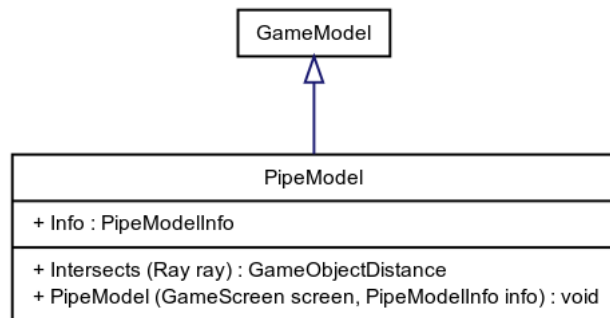 GameModel
PipeModel
+ Info : PipeModelInfo
+ Intersects (Ray ray) : GameObjectDistance
+ PipeModel (GameScreen screen, PipeModelInfo info) : void